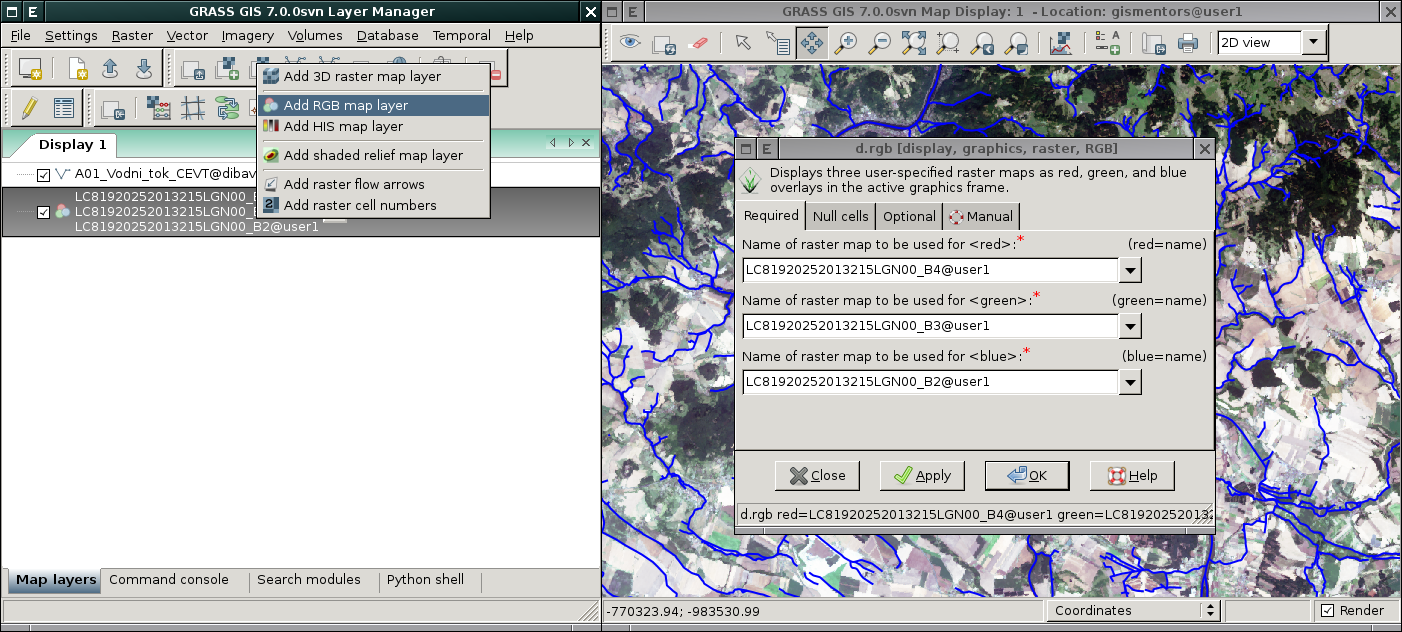 E
GRASS GIS 7.0.0svn Layer Manager
File Settings Raster Vector Imagery Volumes Database Temporal Help
Add 3D raster map layer
Add RGB map layer
Add HIS map layer
Add shaded relief map layer
Add raster flow arrows
2
Add raster cell numbers
Display 1
A01_Vodni_tok_CEVT@dibav
LC81920252013215LGN00_
LC81920252013215LGN00_
LC81920252013215LGN00_B2@user1
Map layers
Command console
Search modules
Python shell
E
GRASS GIS 7.0.0svn Map Display: 1 - Location: gismentors@user1
A
2D view
E
d.rgb [display, graphics, raster, RGB]
Displays three user-specified raster maps as red, green, and blue
overlays in the active graphics frame.
Required
Null cells
Optional
Manual
Name of raster map to be used for <red>:* (red=name)
LC81920252013215LGN00_B4@user1
Name of raster map to be used for <green>:* (green=name)
LC81920252013215LGN00_B3@user1
Name of raster map to be used for <blue>:* (blue=name)
LC81920252013215LGN00_B2@user1
Close
Apply
OK
Help
d.rgb red=LC81920252013215LGN00_B4@user1 green=LC81920252013
-770323.94; -983530.99
Coordinates
Render